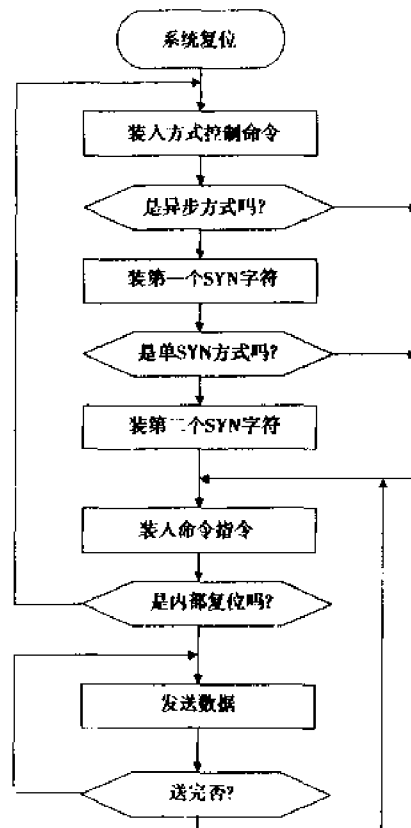 系统复位
装入方式控制命令
是异步方式吗?
装第一个SYN字符
是单SYN方式吗?
装第二个SYN字符
装入命令指令
是内部复位吗?
发送数据
送完否?